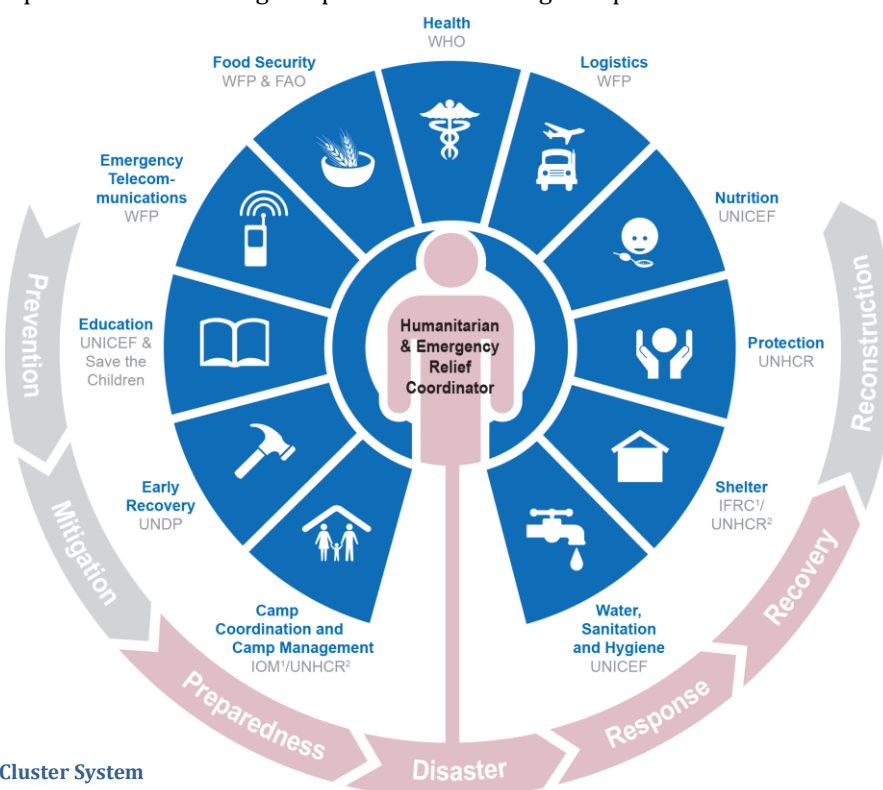 Health
WHO
Food Security
WFP & FAO
Logistics
WFP
Emergency
Telecom-
munications
WFP
Nutrition
UNICEF
Education
UNICEF &
Save the
Children
Humanitarian
& Emergency
Relief
Coordinator
Protection
UNHCR
Early
Recovery
UNDP
Shelter
IFRC¹/
UNHCR²
Camp
Coordination and
Camp Management
IOM¹/UNHCR²
Water,
Sanitation
and Hygiene
UNICEF
Prevention
Mitigation
Preparedness
Disaster
Response
Recovery
Reconstruction
Cluster System